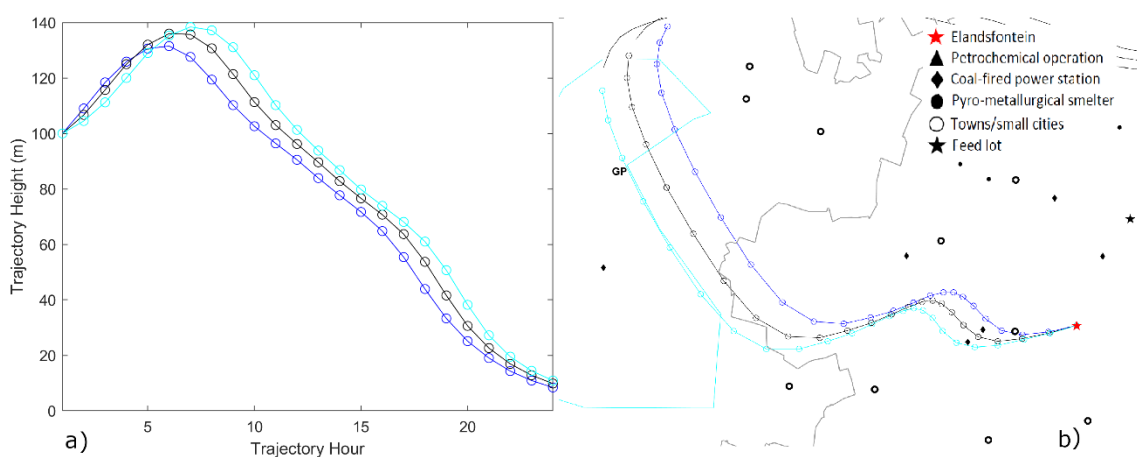 140
120
100
80
60
40
20
0
5
10
15
20
Trajectory Height (m)
Trajectory Hour
a)
Elandsfontein
Petrochemical operation
Coal-fired power station
Pyro-metallurgical smelter
Towns/small cities
Feed lot
GP
b)